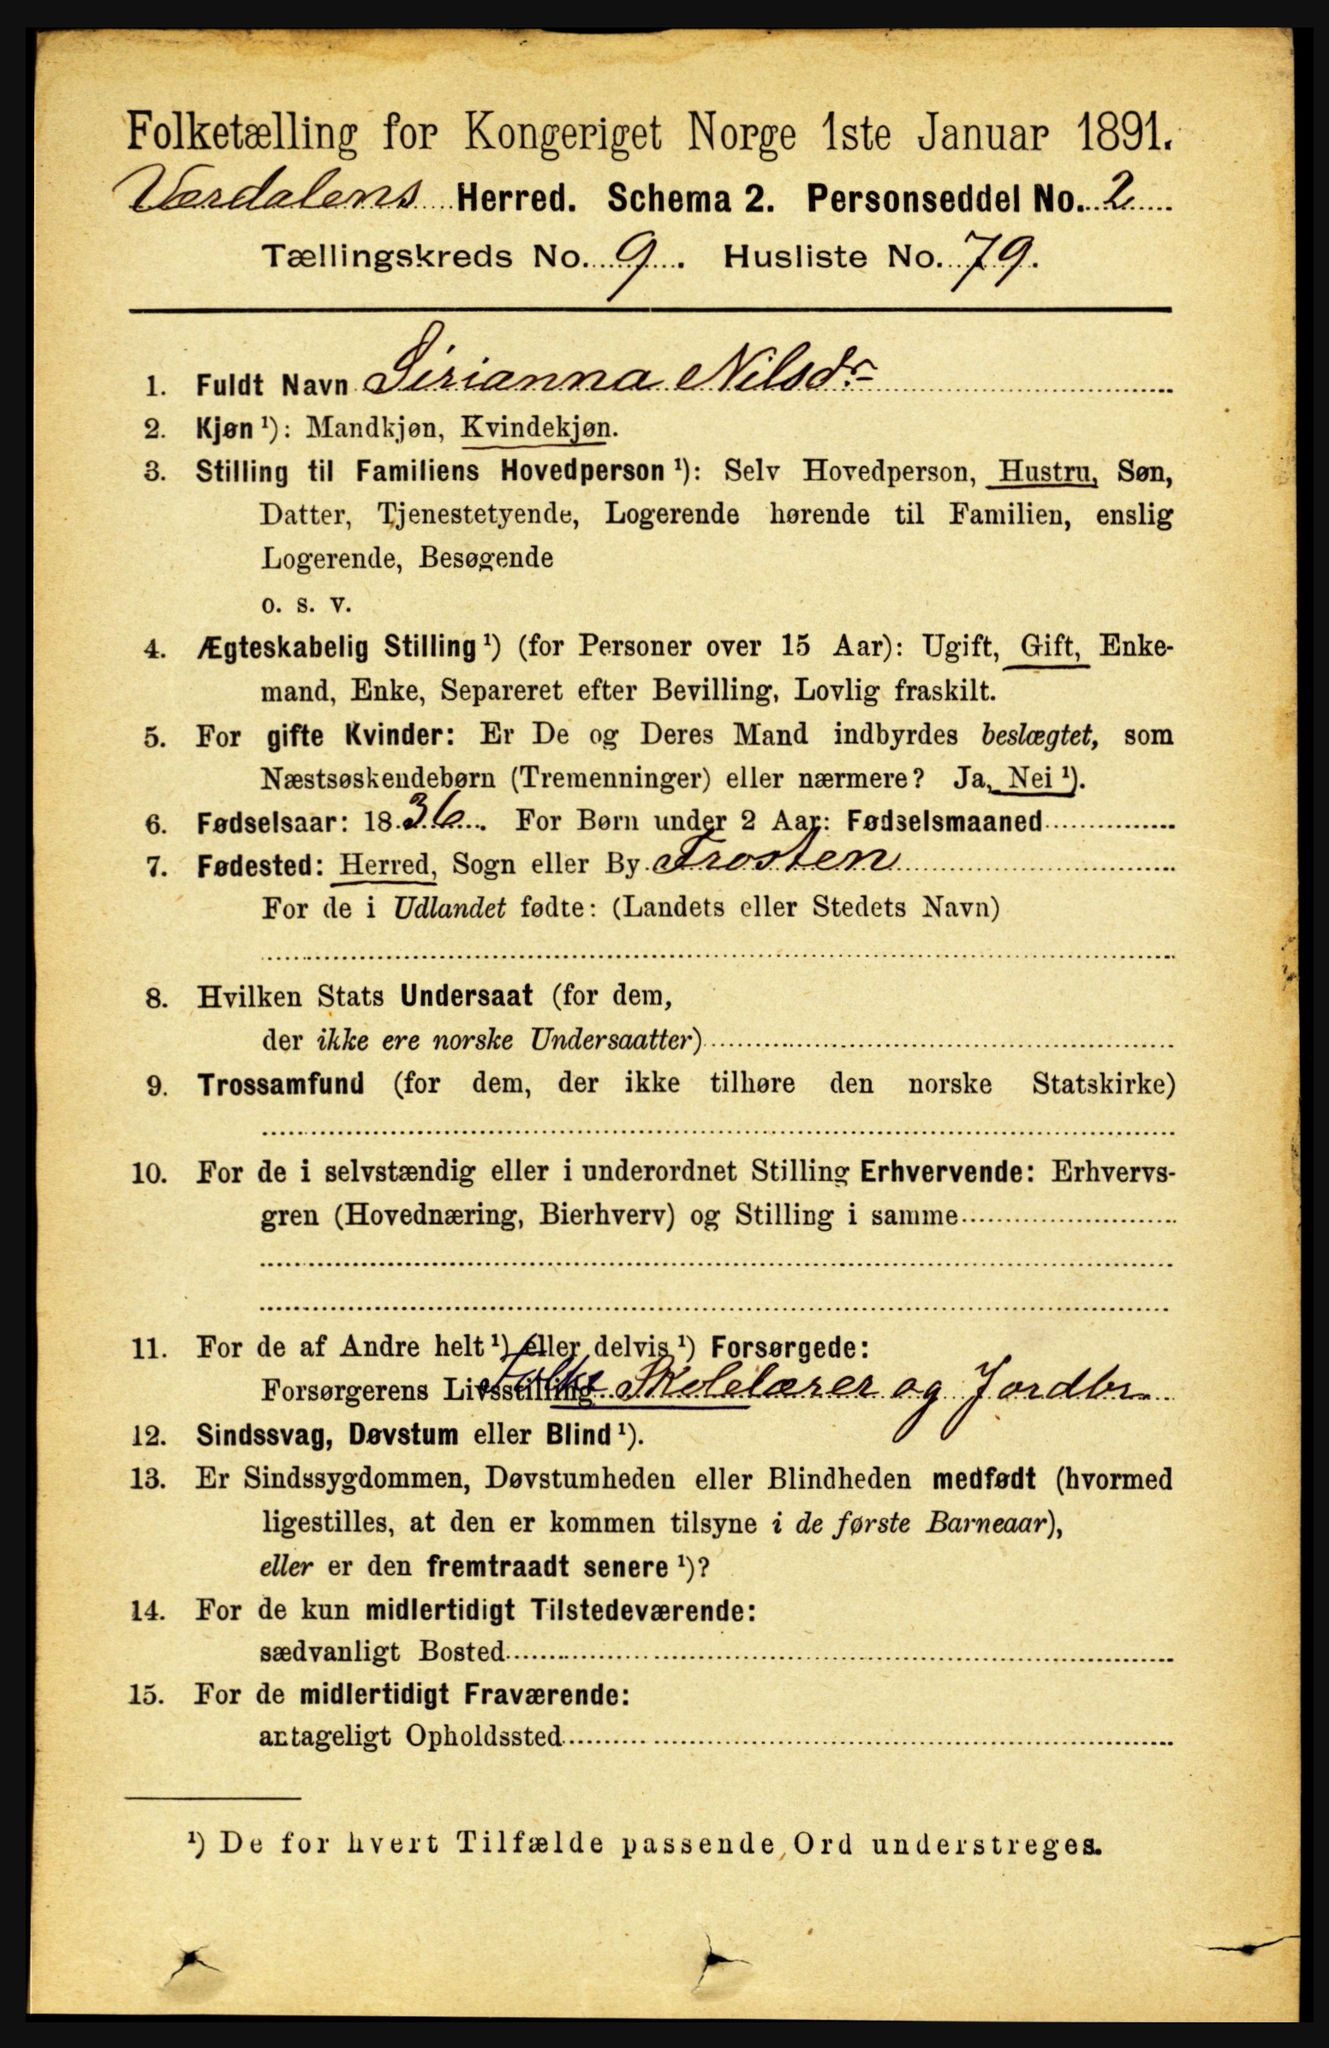 Folketælling for Kongeriget Norge 1ste Januar 1891.
Værdalens Herred. Schema 2. Personseddel No. 2
Tællingskreds No. 9. Husliste No. 79.
1. Fuldt Navn Sirianna Nilsdr
2. Kjøn ¹): Mandkjøn, Kvindekjøn.
3. Stilling til Familiens Hovedperson ¹): Selv Hovedperson, Hustru, Søn,
Datter, Tjenestetyende, Logerende hørende til Familien, enslig
Logerende, Besøgende
o. s. v.
4. Ægteskabelig Stilling ¹) (for Personer over 15 Aar): Ugift, Gift, Enke-
mand, Enke, Separeret efter Bevilling, Lovlig fraskilt.
5. For gifte Kvinder: Er De og Deres Mand indbyrdes beslægtet, som
Næstsøskendebørn (Tremenninger) eller nærmere? Ja, Nei ¹).
6. Fødselsaar: 1836. For Børn under 2 Aar: Fødselsmaaned
7. Fødested: Herred, Sogn eller By Frosten
For de i Udlandet fødte: (Landets eller Stedets Navn)
8. Hvilken Stats Undersaat (for dem,
der ikke ere norske Undersaatter)
9. Trossamfund (for dem, der ikke tilhøre den norske Statskirke)
10. For de i selvstændig eller i underordnet Stilling Erhvervende: Erhvervs-
gren (Hovednæring, Bierhverv) og Stilling i samme
11. For de af Andre helt ¹) eller delvis ¹) Forsørgede:
Forsørgerens Livsstilling Folke Skolelærer og Jordbr.
12. Sindssvag, Døvstum eller Blind ¹).
13. Er Sindssygdommen, Døvstumheden eller Blindheden medfødt (hvormed
ligestilles, at den er kommen tilsyne i de første Barneaar),
eller er den fremtraadt senere ¹)?
14. For de kun midlertidigt Tilstedeværende:
sædvanligt Bosted
15. For de midlertidigt Fraværende:
antageligt Opholdssted
¹) De for hvert Tilfælde passende Ord understreges.